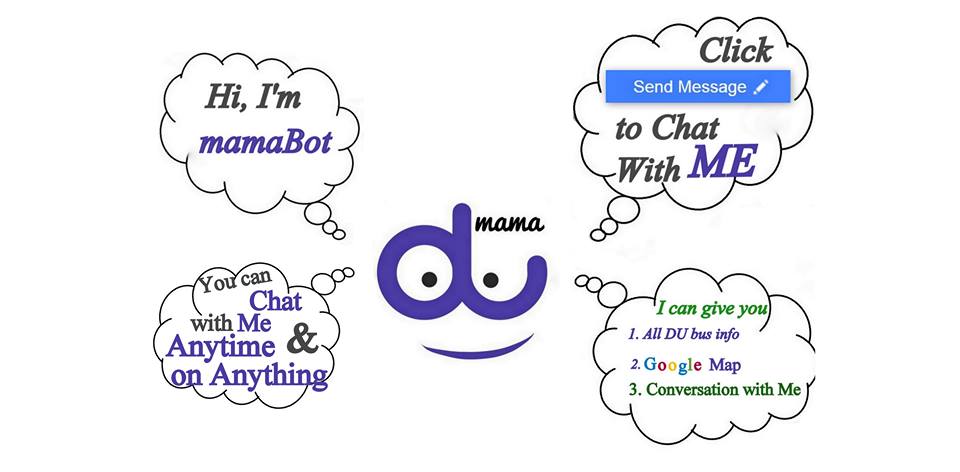 Hi, I'm
mamaBot
Click
Send Message
to Chat
With ME
du mama
You can
Chat
with Me
Anytime &
on Anything
I can give you
1. All DU bus info
2. Google Map
3. Conversation with Me